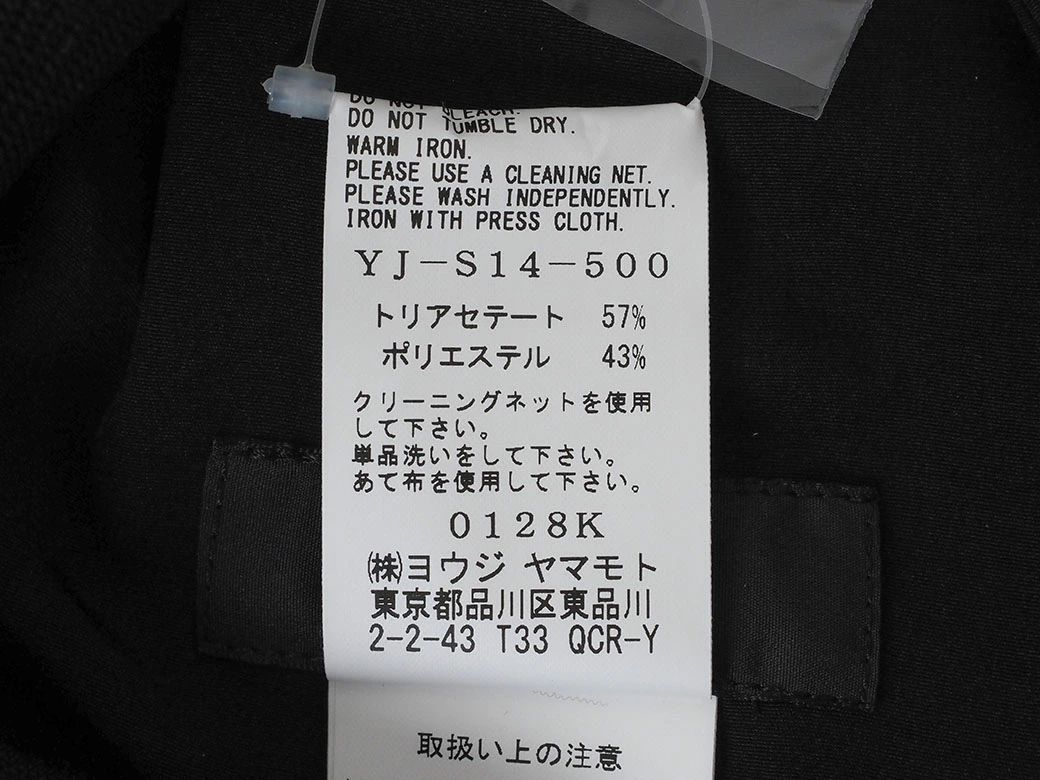 DO NOT BLEACH.
DO NOT TUMBLE DRY.
WARM IRON.
PLEASE USE A CLEANING NET.
PLEASE WASH INDEPENDENTLY.
IRON WITH PRESS CLOTH.
YJ-S14-500
トリアセテート 57%
ポリエステル 43%
クリーニングネットを使用
して下さい。
単品洗いをして下さい。
あて布を使用して下さい。
0128K
㈱ヨウジ ヤマモト
東京都品川区東品川
2-2-43 T33 QCR-Y
取扱い上の注意